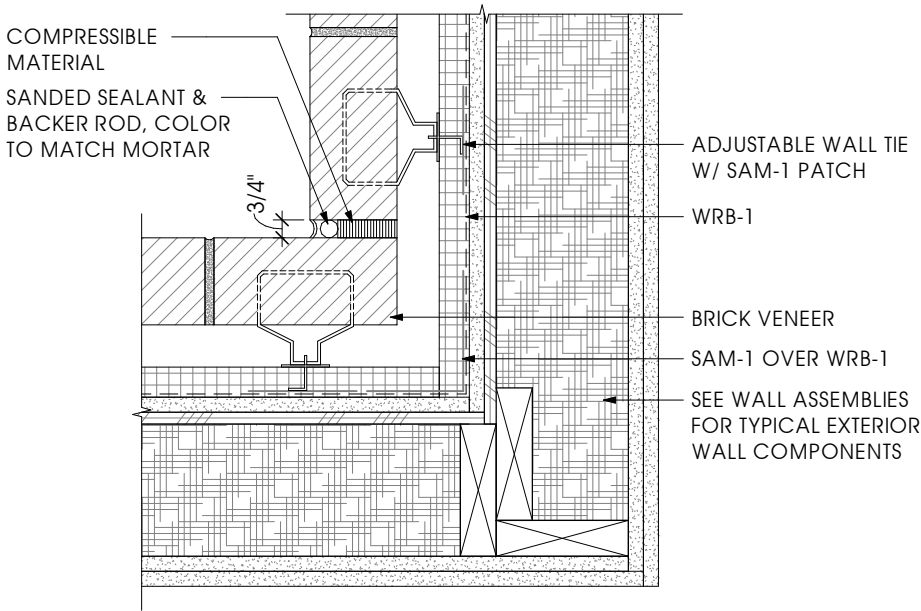 COMPRESSIBLE
MATERIAL
SANDED SEALANT &
BACKER ROD, COLOR
TO MATCH MORTAR
3/4"
ADJUSTABLE WALL TIE
W/ SAM-1 PATCH
WRB-1
BRICK VENEER
SAM-1 OVER WRB-1
SEE WALL ASSEMBLIES
FOR TYPICAL EXTERIOR
WALL COMPONENTS